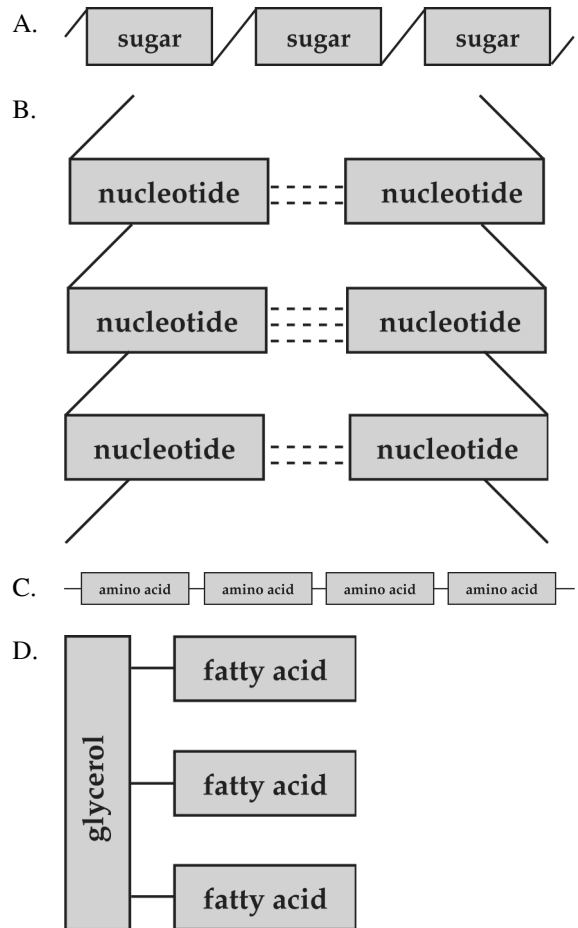 A.
sugar sugar sugar
B.
nucleotide nucleotide
nucleotide nucleotide
nucleotide nucleotide
C.
amino acid amino acid amino acid amino acid
D.
glycerol
fatty acid
fatty acid
fatty acid